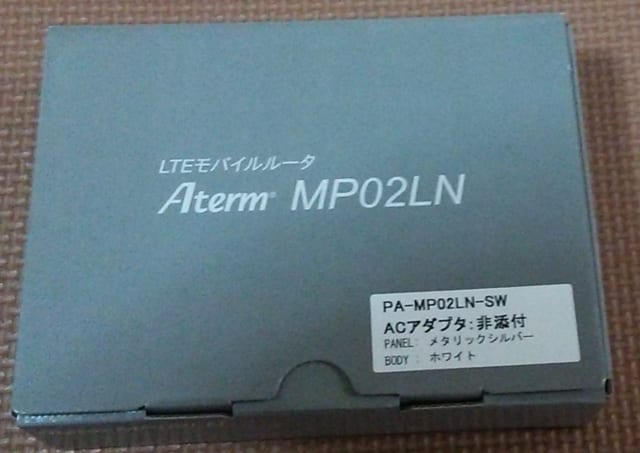 LTEモバイルルータ
Aterm® MP02LN
PA-MP02LN-SW
ACアダプタ:非添付
PANEL: メタリックシルバー
BODY : ホワイト